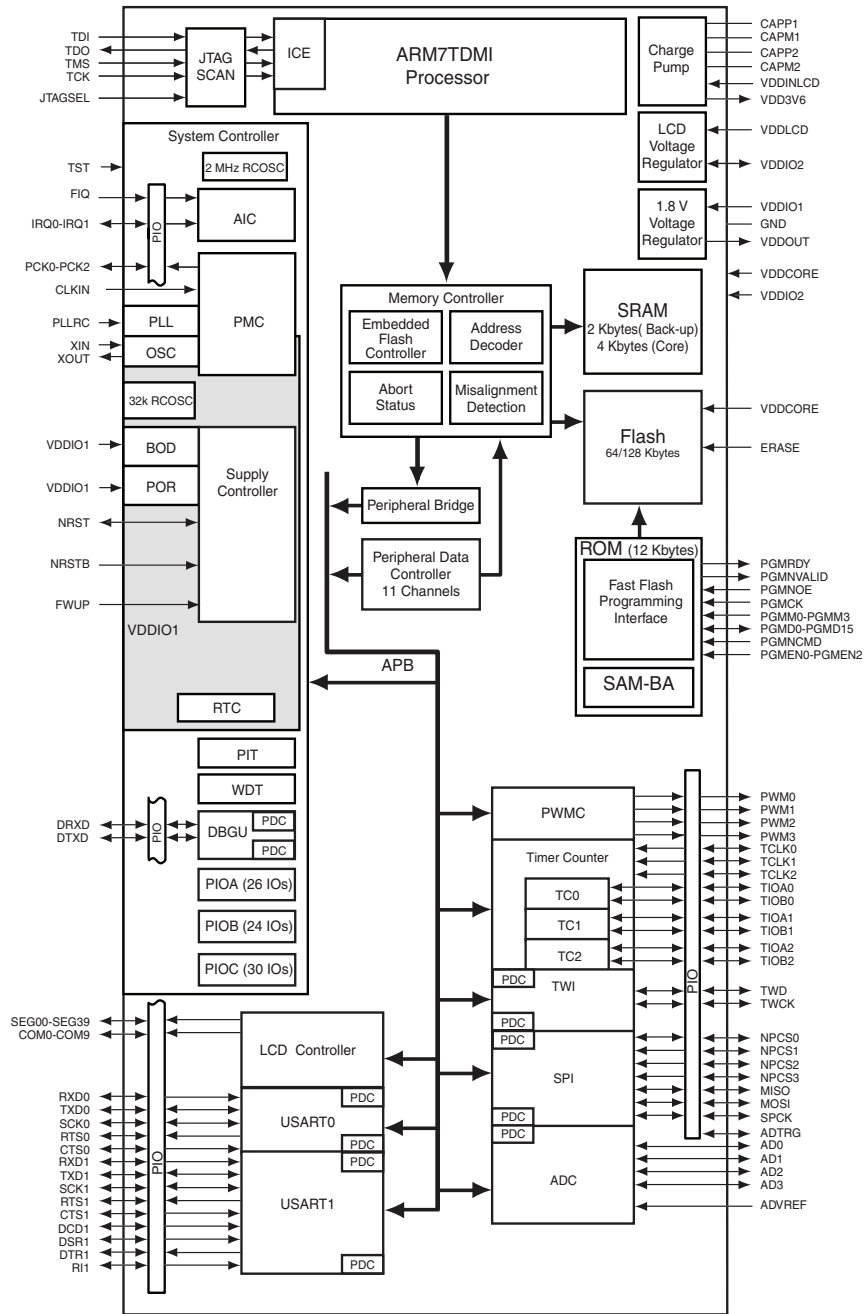 TDI
TDO
TMS
TCK
JTAGSEL
JTAG
SCAN
ICE
ARM7TDMI
Processor
Charge
Pump
CAPP1
CAPM1
CAPP2
CAPM2
VDDINLCD
VDD3V6
LCD
Voltage
Regulator
VDDLCD
VDDIO2
1.8 V
Voltage
Regulator
VDDIO1
GND
VDDOUT
VDDCORE
VDDIO2
System Controller
2 MHz RCOSC
TST
FIQ
IRQ0-IRQ1
PIO
AIC
PCK0-PCK2
CLKIN
PMC
PLLRC
PLL
XIN
XOUT
OSC
32k RCOSC
VDDIO1
BOD
VDDIO1
POR
Supply
Controller
NRST
NRSTB
FWUP
VDDIO1
RTC
PIT
WDT
DRXD
DTXD
PIO
DBGU
PDC
PDC
PIOA (26 IOs)
PIOB (24 IOs)
PIOC (30 IOs)
Memory Controller
Embedded
Flash
Controller
Address
Decoder
Abort
Status
Misalignment
Detection
SRAM
2 Kbytes( Back-up)
4 Kbytes (Core)
Flash
64/128 Kbytes
VDDCORE
ERASE
Peripheral Bridge
Peripheral Data
Controller
11 Channels
APB
ROM (12 Kbytes)
Fast Flash
Programming
Interface
SAM-BA
PGMRDY
PGMNVALID
PGMNOE
PGMCK
PGMM0-PGMM3
PGMD0-PGMD15
PGMNCMD
PGMEN0-PGMEN2
SEG00-SEG39
COM0-COM9
LCD Controller
RXD0
TXD0
SCK0
RTS0
CTS0
RXD1
TXD1
SCK1
RTS1
CTS1
DCD1
DSR1
DTR1
RI1
PIO
USART0
PDC
PDC
USART1
PDC
PDC
PWMC
Timer Counter
TC0
TC1
TC2
PDC
TWI
PDC
PDC
SPI
PDC
PDC
ADC
PIO
PWM0
PWM1
PWM2
PWM3
TCLK0
TCLK1
TCLK2
TIOA0
TIOB0
TIOA1
TIOB1
TIOA2
TIOB2
TWD
TWCK
NPCS0
NPCS1
NPCS2
NPCS3
MISO
MOSI
SPCK
ADTRG
AD0
AD1
AD2
AD3
ADVREF